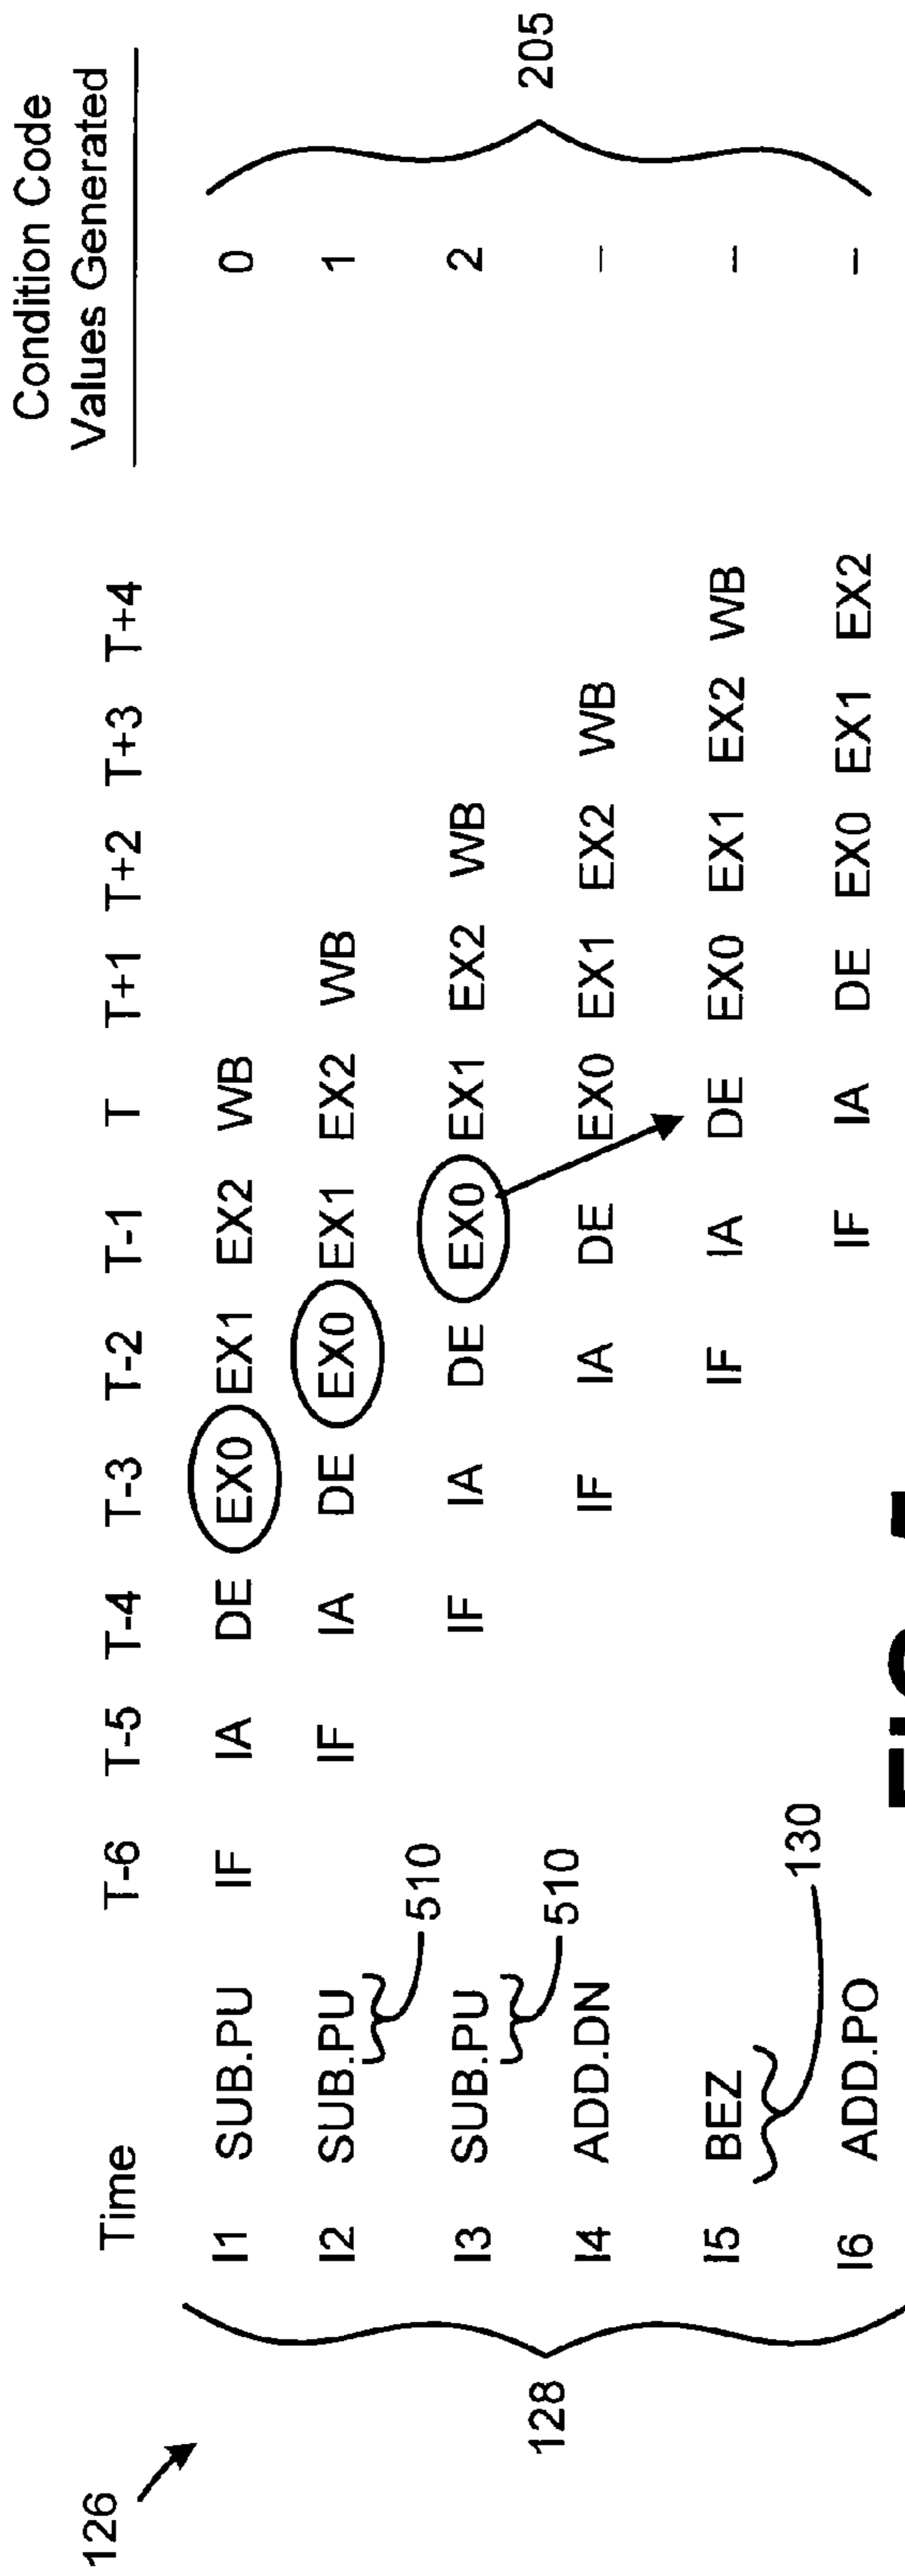 126
Condition Code
Values Generated
Time T-6 T-5 T-4 T-3 T-2 T-1 T T+1 T+2 T+3 T+4
I1 SUB.PU IF IA DE EX0 EX1 EX2 WB 0
I2 SUB.PU IF IA DE EX0 EX1 EX2 WB 1
510
I3 SUB.PU IF IA DE EX0 EX1 EX2 WB 2
510
I4 ADD.DN IF IA DE EX0 EX1 EX2 WB –
I5 BEZ IF IA DE EX0 EX1 EX2 WB –
130
I6 ADD.PO IF IA DE EX0 EX1 EX2 –
128
205